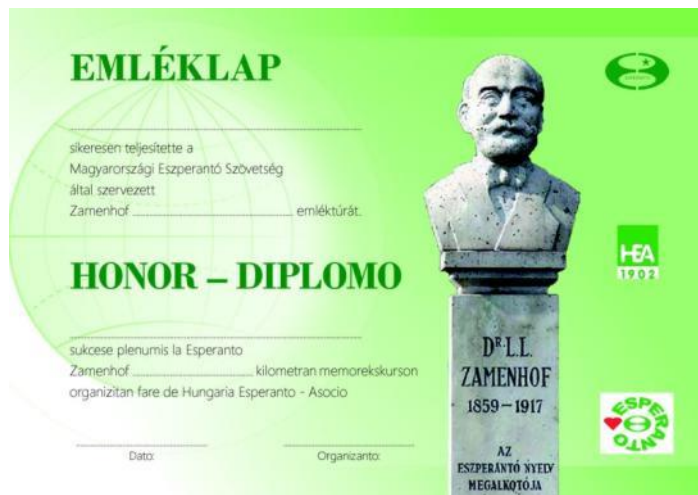 EMLÉKLAP
sikeresen teljesítette a
Magyarországi Eszperantó Szövetség
által szervezett
Zamenhof ........................................ emléktúrát.
HONOR – DIPLOMO
sukcese plenumis la Esperanto
Zamenhof ........................................ kilometran memorekskurson
organizitan fare de Hungaria Esperanto - Asocio
Dato:
Organizanto:
DR. L.L.
ZAMENHOF
1859 – 1917
AZ
ESZPERANTÓ NYELV
MEGALKOTÓJA
HEA
1902
ESPERANTO